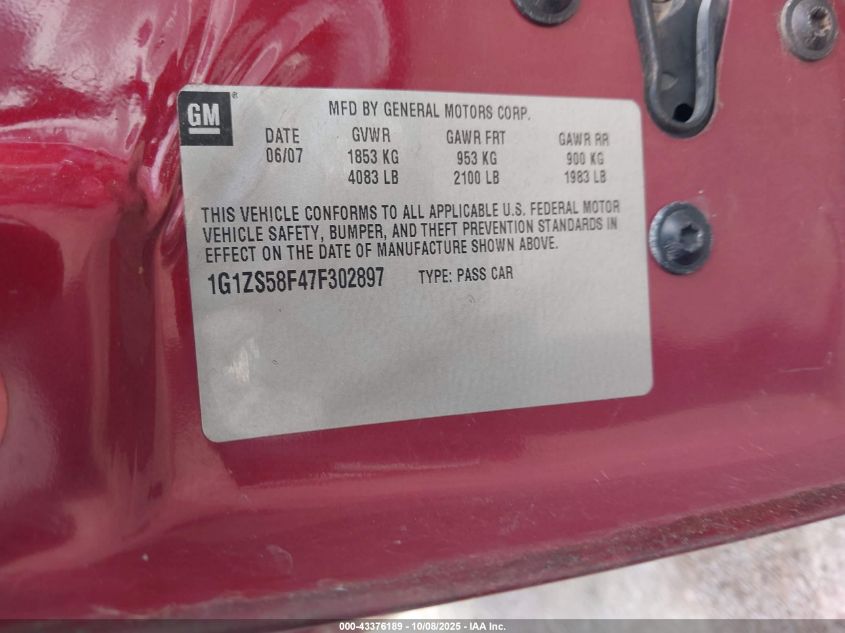 GM
MFD BY GENERAL MOTORS CORP.
DATE GVWR GAWR FRT GAWR RR
06/07 1853 KG 953 KG 900 KG
4083 LB 2100 LB 1983 LB
THIS VEHICLE CONFORMS TO ALL APPLICABLE U.S. FEDERAL MOTOR
VEHICLE SAFETY, BUMPER, AND THEFT PREVENTION STANDARDS IN
EFFECT ON THE DATE OF MANUFACTURE SHOWN ABOVE.
1G1ZS58F47F302897 TYPE: PASS CAR
000-43376189 - 10/08/2025 - IAA Inc.